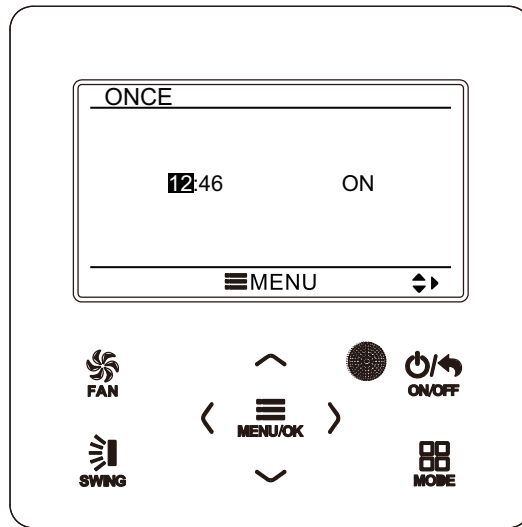 ONCE
12:46 ON
MENU
FAN
ON/OFF
MENU/OK
SWING
MODE